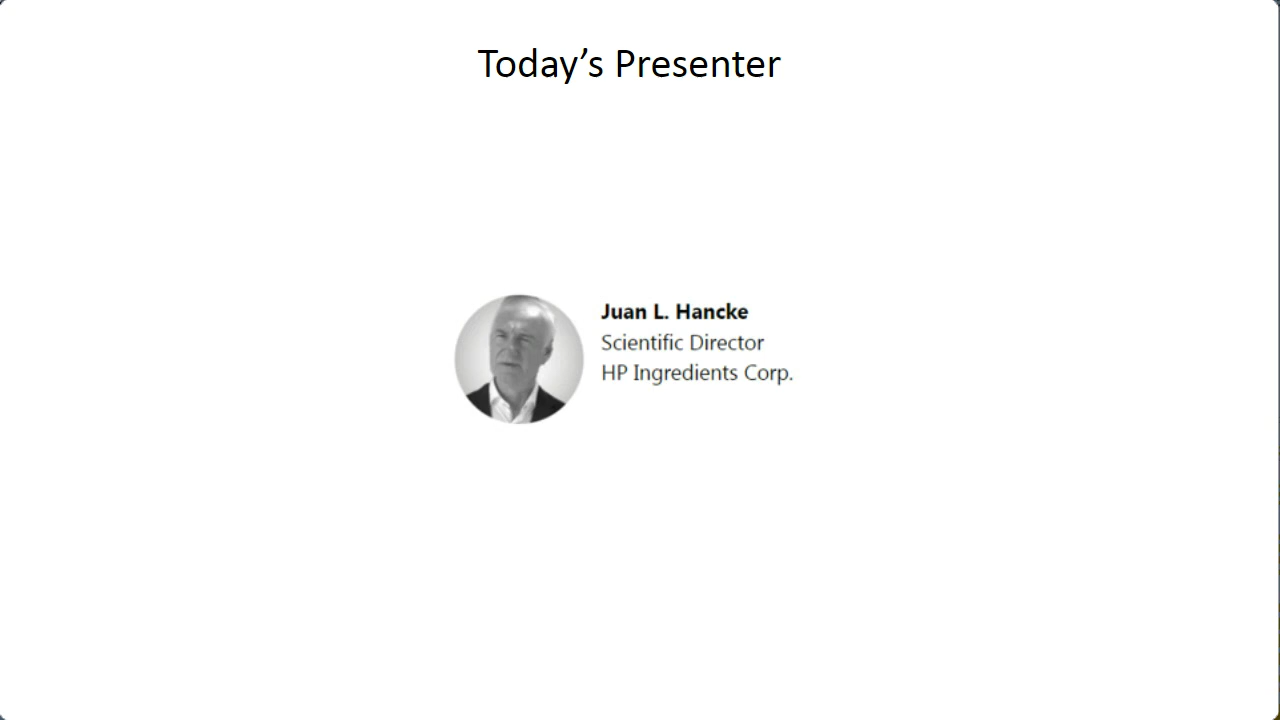 Today’s Presenter
Juan L. Hancke
Scientific Director
HP Ingredients Corp.